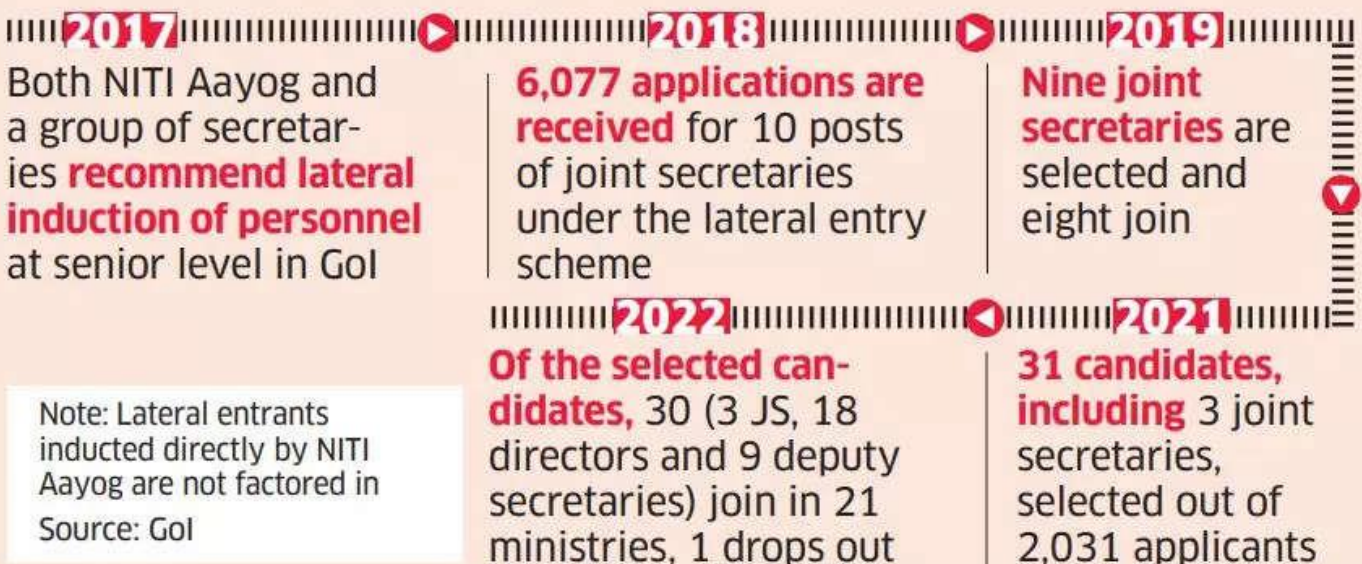 2017
Both NITI Aayog and
a group of secretar-
ies recommend lateral
induction of personnel
at senior level in GoI
2018
6,077 applications are
received for 10 posts
of joint secretaries
under the lateral entry
scheme
2019
Nine joint
secretaries are
selected and
eight join
2021
31 candidates,
including 3 joint
secretaries,
selected out of
2,031 applicants
2022
Of the selected can-
didates, 30 (3 JS, 18
directors and 9 deputy
secretaries) join in 21
ministries, 1 drops out
Note: Lateral entrants
inducted directly by NITI
Aayog are not factored in
Source: GoI